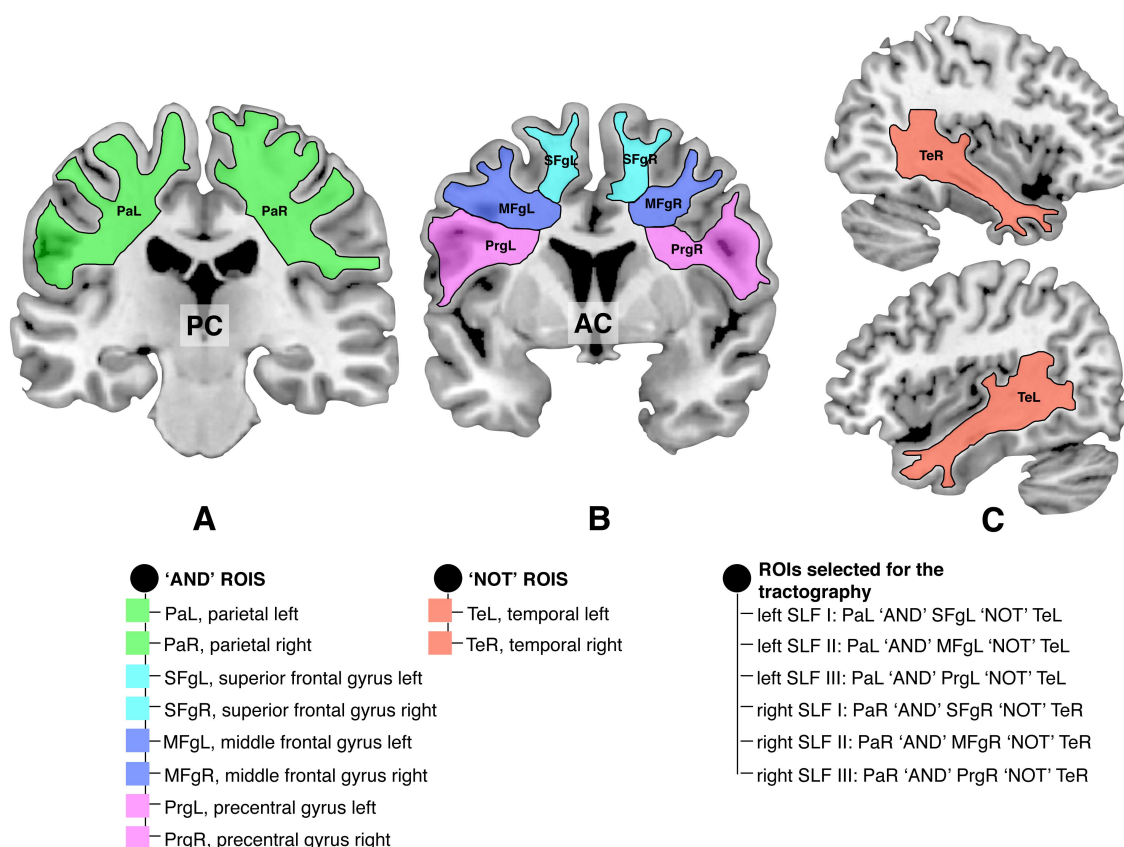 PaL
PaR
PC
A
SFgL
SFgR
MFgL
MFgR
PrgL
PrgR
AC
B
TeR
TeL
C
‘AND’ ROIS
PaL, parietal left
PaR, parietal right
SFgL, superior frontal gyrus left
SFgR, superior frontal gyrus right
MFgL, middle frontal gyrus left
MFgR, middle frontal gyrus right
PrgL, precentral gyrus left
PrgR, precentral gyrus right
‘NOT’ ROIS
TeL, temporal left
TeR, temporal right
ROIs selected for the
tractography
left SLF I: PaL ‘AND’ SFgL ‘NOT’ TeL
left SLF II: PaL ‘AND’ MFgL ‘NOT’ TeL
left SLF III: PaL ‘AND’ PrgL ‘NOT’ TeL
right SLF I: PaR ‘AND’ SFgR ‘NOT’ TeR
right SLF II: PaR ‘AND’ MFgR ‘NOT’ TeR
right SLF III: PaR ‘AND’ PrgR ‘NOT’ TeR